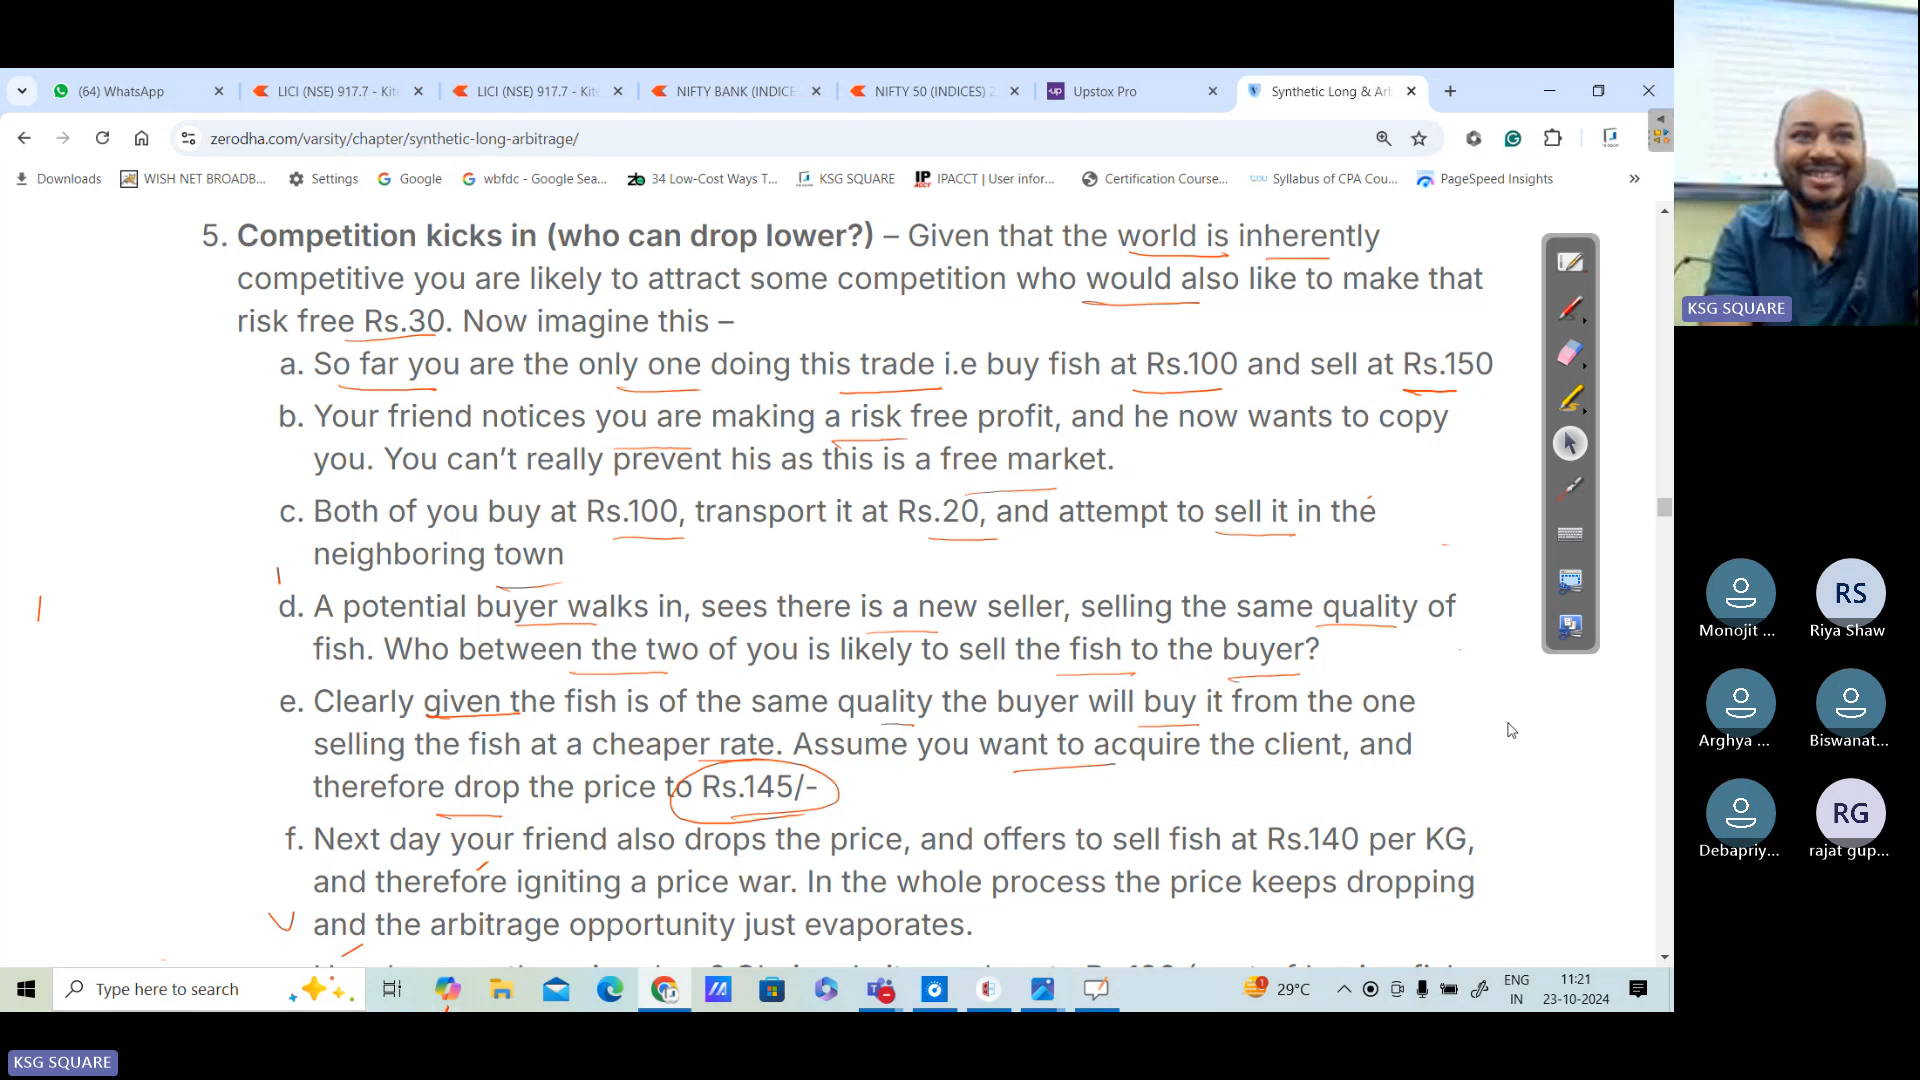 (64) WhatsApp
LICI (NSE) 917.7 - Kite
LICI (NSE) 917.7 - Kite
NIFTY BANK (INDICE
NIFTY 50 (INDICES) 2
Upstox Pro
Synthetic Long & Ar
zerodha.com/varsity/chapter/synthetic-long-arbitrage/
Downloads
WISH NET BROADB...
Settings
Google
wbfdc - Google Sea...
34 Low-Cost Ways T...
KSG SQUARE
IPACCT | User infor...
Certification Course...
Syllabus of CPA Cou...
PageSpeed Insights
5. Competition kicks in (who can drop lower?) – Given that the world is inherently
competitive you are likely to attract some competition who would also like to make that
risk free Rs.30. Now imagine this –
a. So far you are the only one doing this trade i.e buy fish at Rs.100 and sell at Rs.150
b. Your friend notices you are making a risk free profit, and he now wants to copy
you. You can’t really prevent his as this is a free market.
c. Both of you buy at Rs.100, transport it at Rs.20, and attempt to sell it in the
neighboring town
d. A potential buyer walks in, sees there is a new seller, selling the same quality of
fish. Who between the two of you is likely to sell the fish to the buyer?
e. Clearly given the fish is of the same quality the buyer will buy it from the one
selling the fish at a cheaper rate. Assume you want to acquire the client, and
therefore drop the price to Rs.145/-
f. Next day your friend also drops the price, and offers to sell fish at Rs.140 per KG,
and therefore igniting a price war. In the whole process the price keeps dropping
and the arbitrage opportunity just evaporates.
Type here to search
29°C
ENG
IN
11:21
23-10-2024
KSG SQUARE
KSG SQUARE
RS
Monojit ...
Riya Shaw
Arghya ...
Biswanat...
RG
Debapriy...
rajat gup...